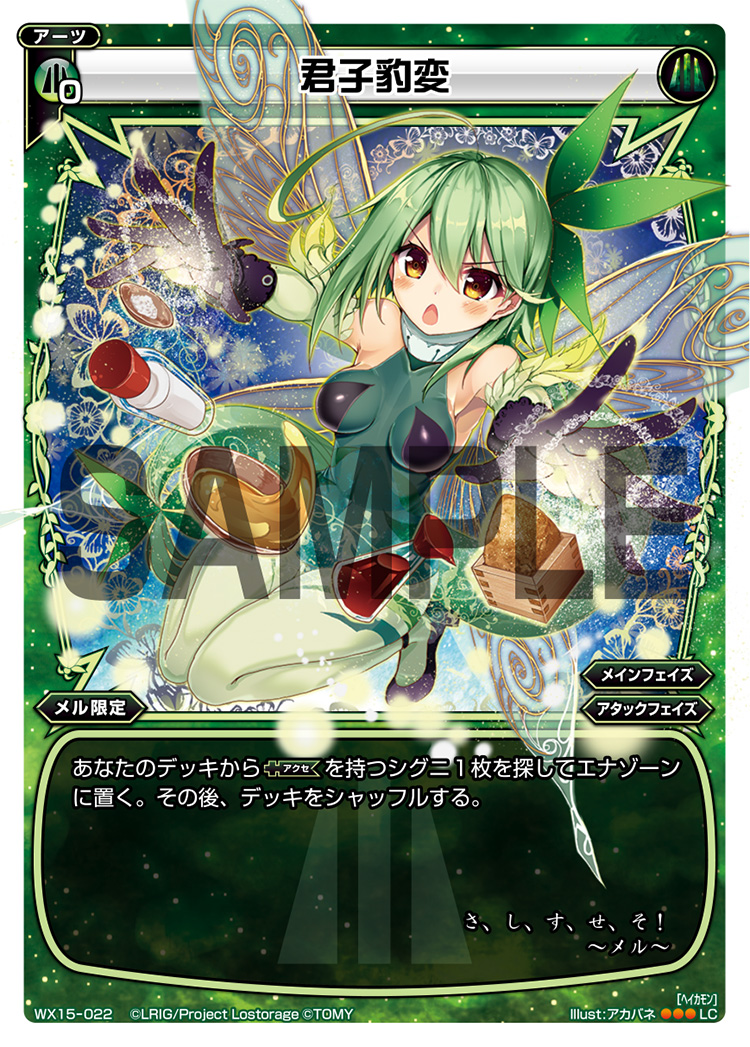 アーツ
0
君子豹変
SAMPLE
メインフェイズ
メル限定
アタックフェイズ
あなたのデッキからアクセを持つシグニ1枚を探してエナゾーン
に置く。その後、デッキをシャッフルする。
さ、し、す、せ、そ!
~メル~
[ヘイカモン]
WX15-022 ©LRIG/Project Lostorage ©TOMY Illust:アカバネ LC